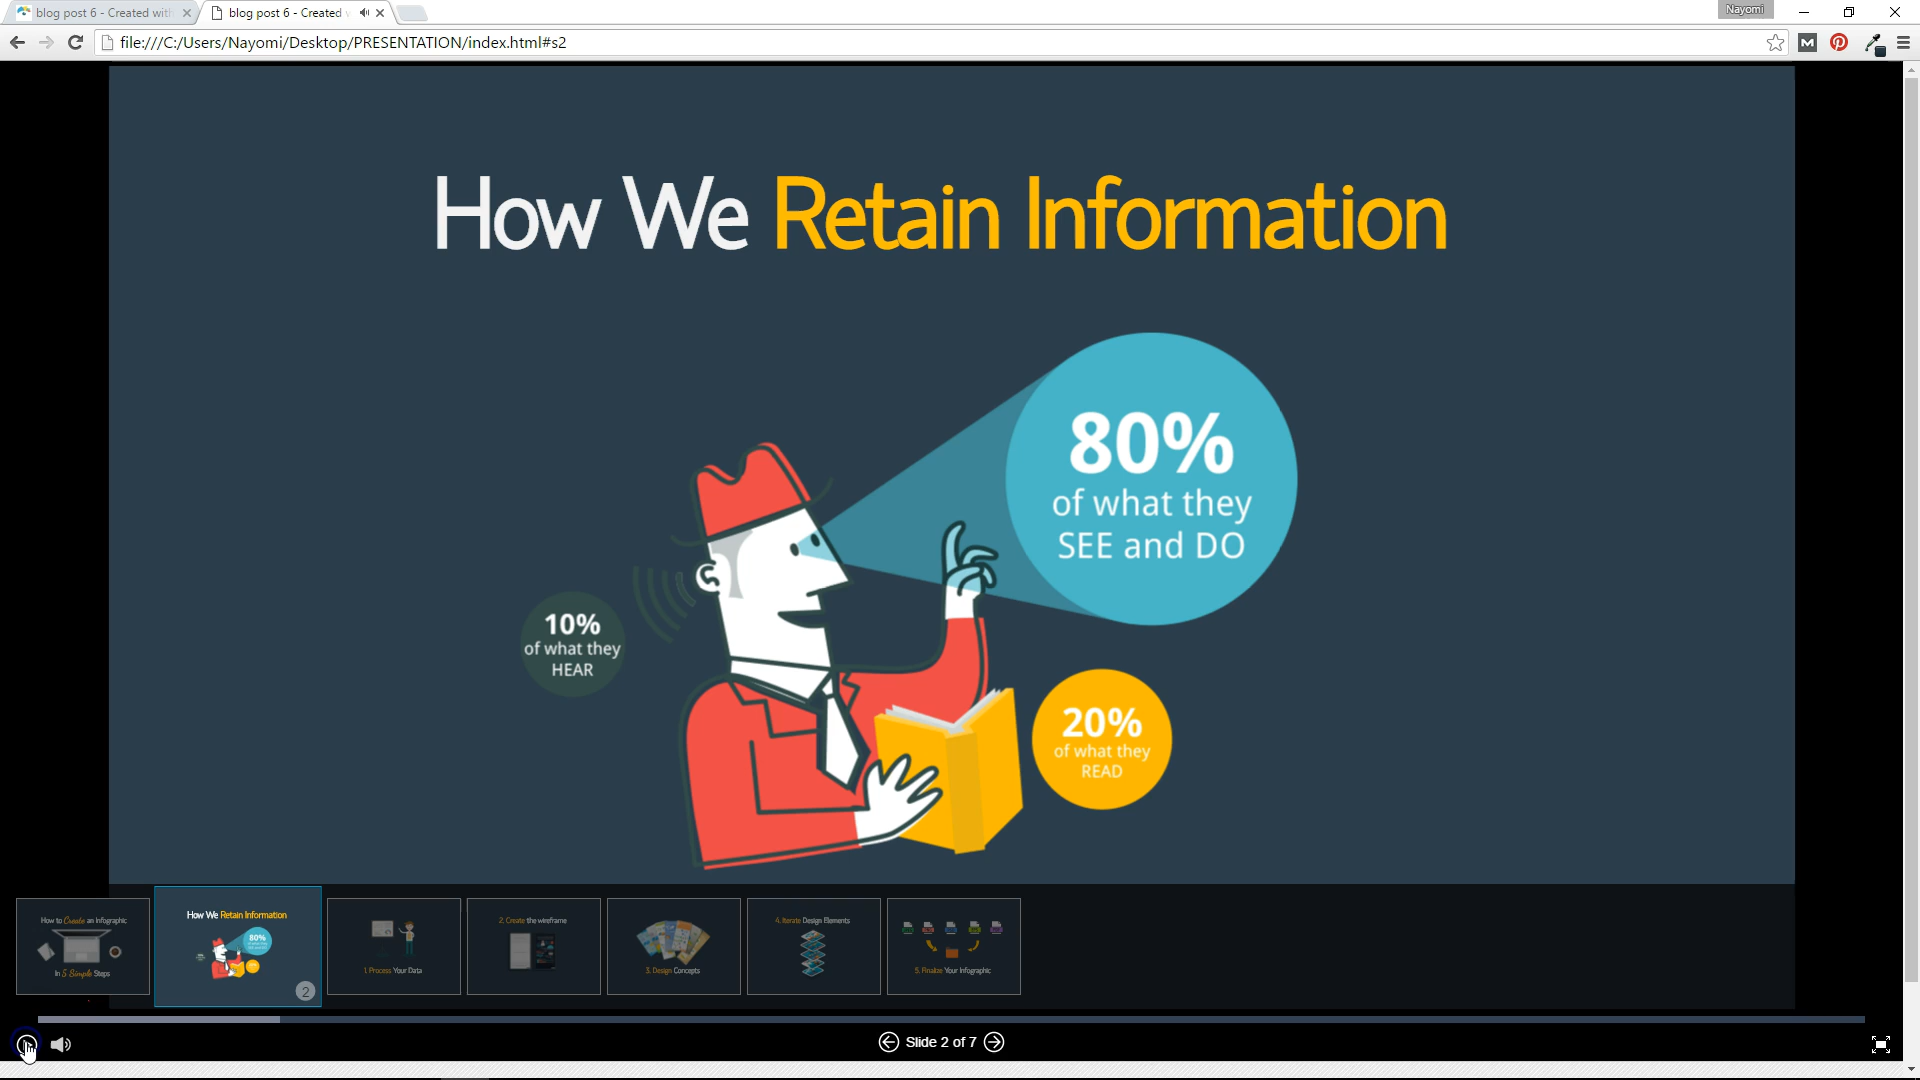 blog post 6 - Created with
blog post 6 - Created
Nayomi
file:///C:/Users/Nayomi/Desktop/PRESENTATION/index.html#s2
M
How We Retain Information
80%
of what they
SEE and DO
10%
of what they
HEAR
20%
of what they
READ
How to Create an Infographic
In 5 Simple Steps
How We Retain Information
80%
2
1. Process Your Data
2. Create the wireframe
3. Design Concepts
4. Iterate Design Elements
5. Finalize Your Infographic
Slide 2 of 7